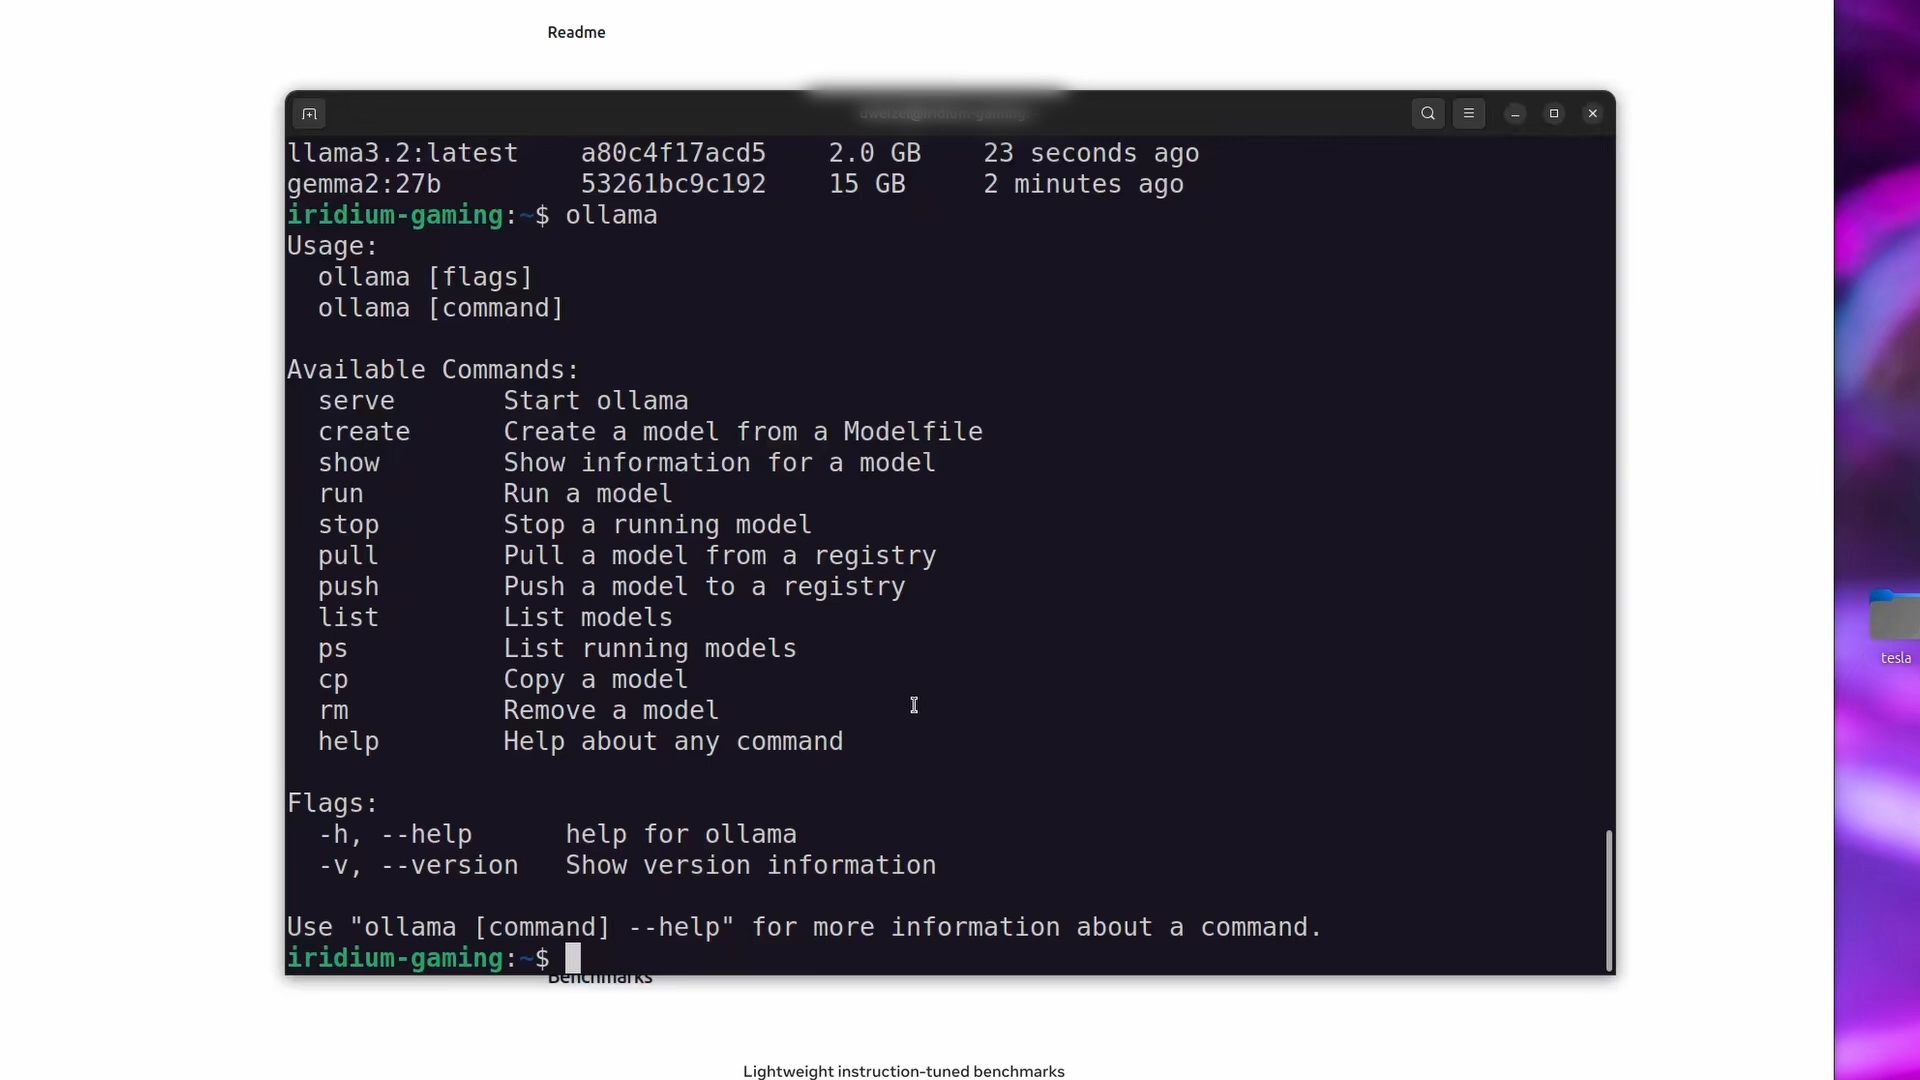 Readme
llama3.2:latest    a80c4f17acd5    2.0 GB    23 seconds ago
gemma2:27b         53261bc9c192    15 GB     2 minutes ago
iridium-gaming:~$ ollama
Usage:
  ollama [flags]
  ollama [command]

Available Commands:
  serve       Start ollama
  create      Create a model from a Modelfile
  show        Show information for a model
  run         Run a model
  stop        Stop a running model
  pull        Pull a model from a registry
  push        Push a model to a registry
  list        List models
  ps          List running models
  cp          Copy a model
  rm          Remove a model
  help        Help about any command

Flags:
  -h, --help      help for ollama
  -v, --version   Show version information

Use "ollama [command] --help" for more information about a command.
iridium-gaming:~$
Benchmarks
Lightweight instruction-tuned benchmarks
tesla